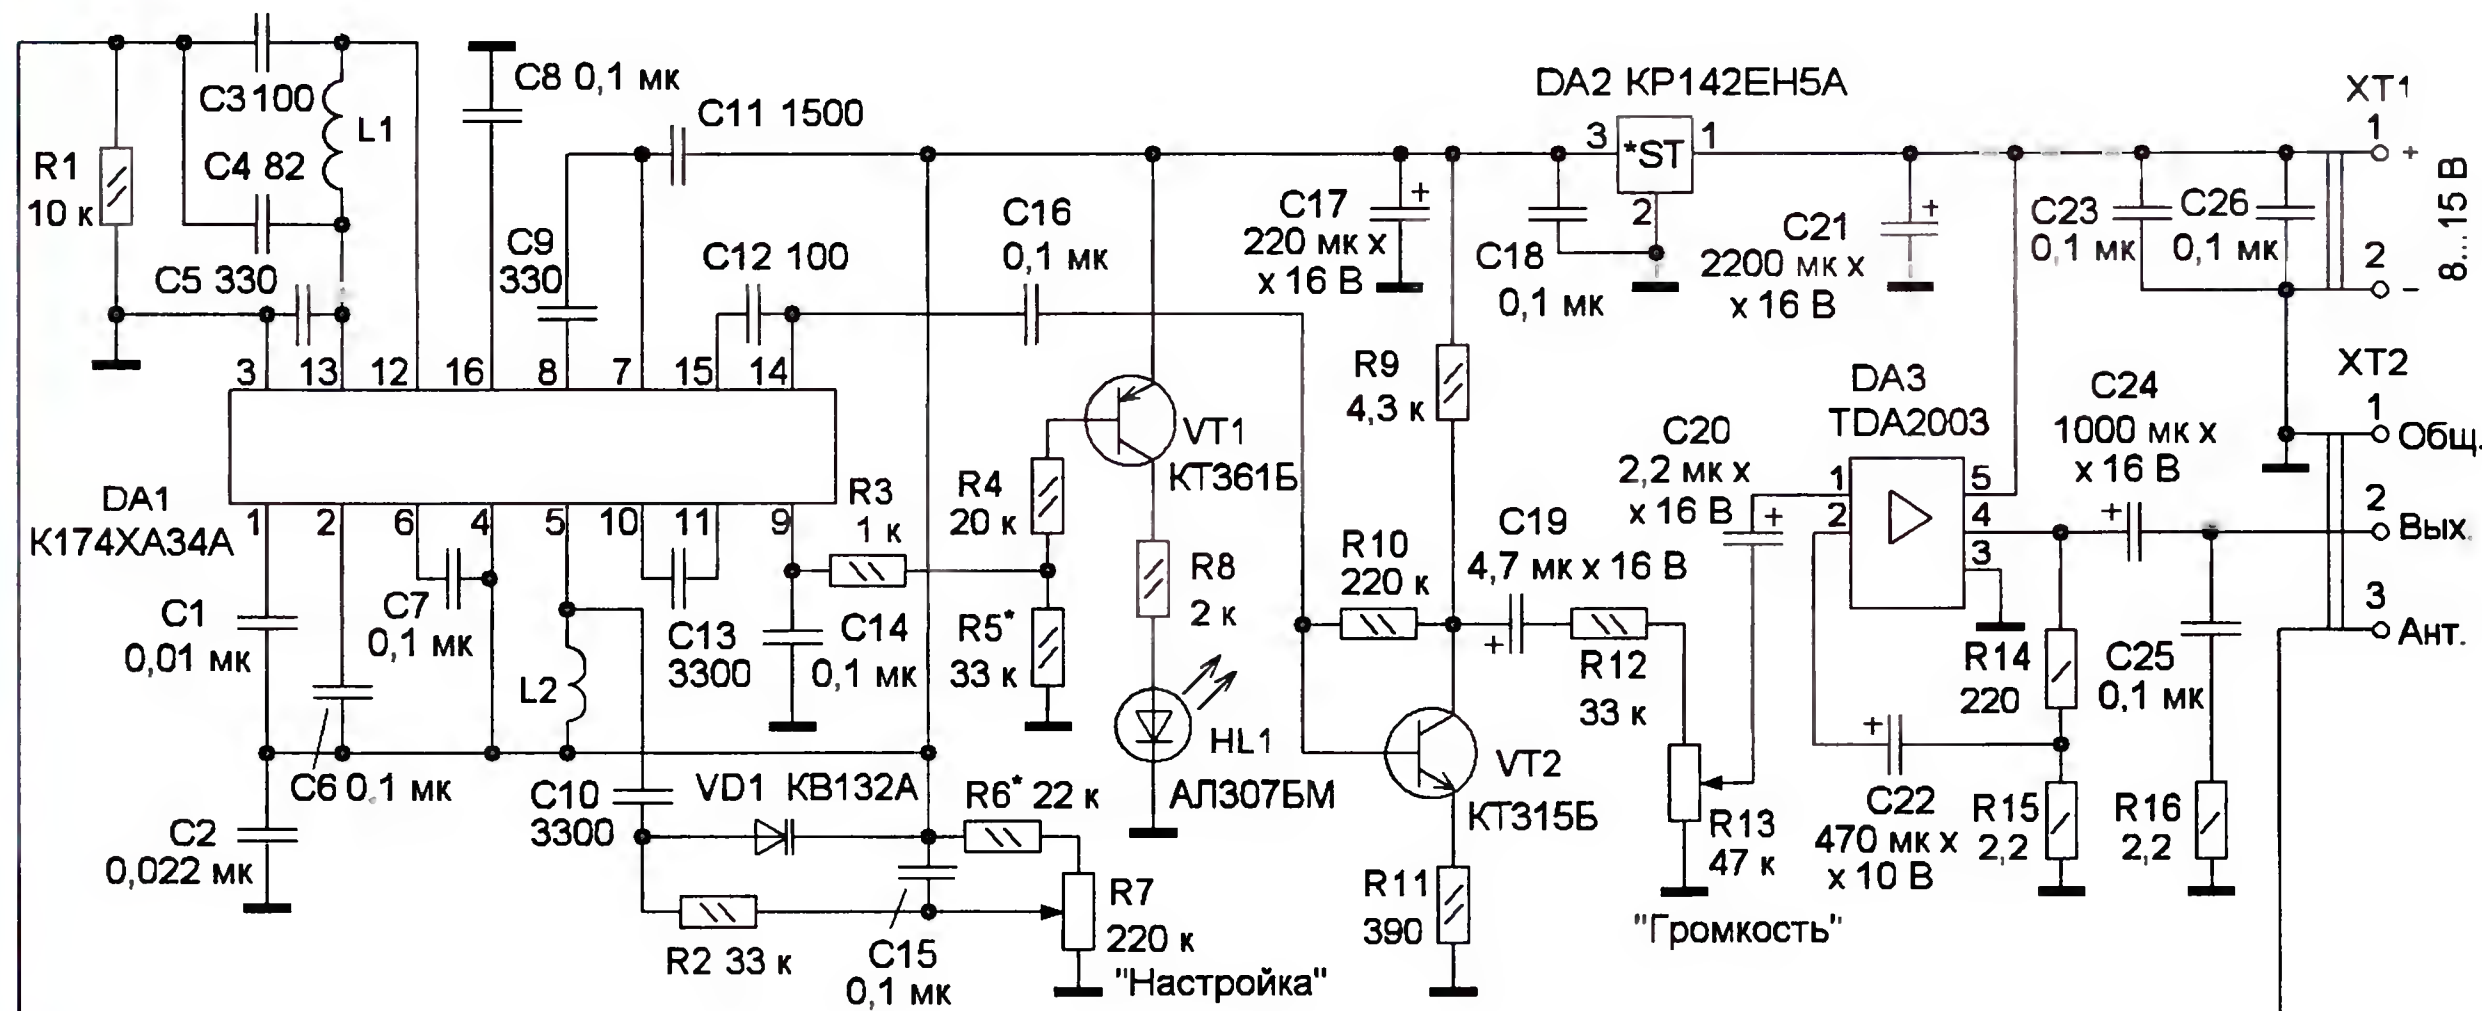 C3 100
L1
C4 82
R1
10 к
C5 330
C8 0,1 мк
C11 1500
C9
330
C12 100
C16
0,1 мк
DA2 КР142ЕН5А
3
*ST
1
2
C17
220 мк х
х 16 В
+
C18
0,1 мк
C21
2200 мк х
х 16 В
+
C23
0,1 мк
C26
0,1 мк
XT1
1
+
2
−
8...15 В
3
13
12
16
8
7
15
14
DA1
К174ХА34А
1
2
6
4
5
10
11
9
C1
0,01 мк
C2
0,022 мк
C6 0,1 мк
C7
0,1 мк
L2
C10
3300
C13
3300
C14
0,1 мк
R3
1 к
R4
20 к
R5*
33 к
VT1
КТ361Б
R8
2 к
HL1
АЛ307БМ
VD1 КВ132А
R6* 22 к
R2 33 к
C15
0,1 мк
R7
220 к
"Настройка"
R9
4,3 к
R10
220 к
C19
4,7 мк х 16 В
+
R12
33 к
VT2
КТ315Б
R11
390
R13
47 к
"Громкость"
C20
2,2 мк х
х 16 В
+
DA3
TDA2003
1
2
5
4
3
C24
1000 мк х
х 16 В
+
R14
220
C22
470 мк х
х 10 В
+
R15
2,2
C25
0,1 мк
R16
2,2
XT2
1
Общ.
2
Вых.
3
Ант.